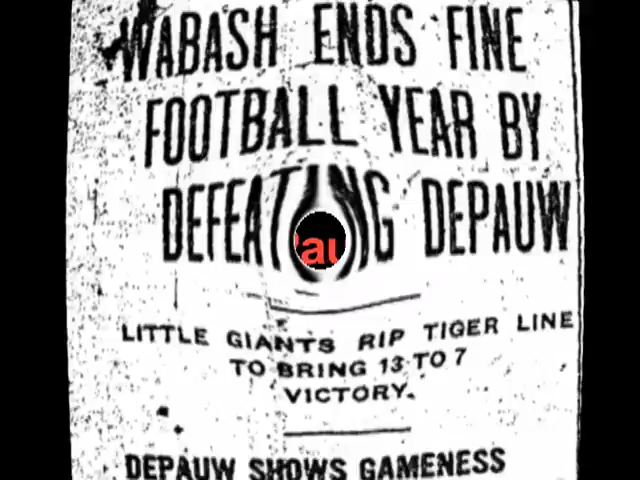 WABASH ENDS FINE
FOOTBALL YEAR BY
DEFEATING DEPAUW
LITTLE GIANTS RIP TIGER LINE
TO BRING 13 TO 7
VICTORY.
DEPAUW SHOWS GAMENESS